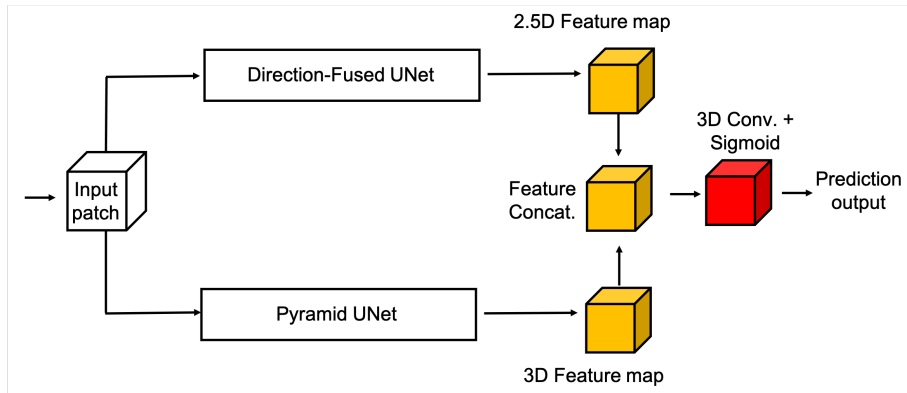 2.5D Feature map
Direction-Fused UNet
3D Conv. +
Sigmoid
Input
patch
Feature
Concat.
Prediction
output
Pyramid UNet
3D Feature map